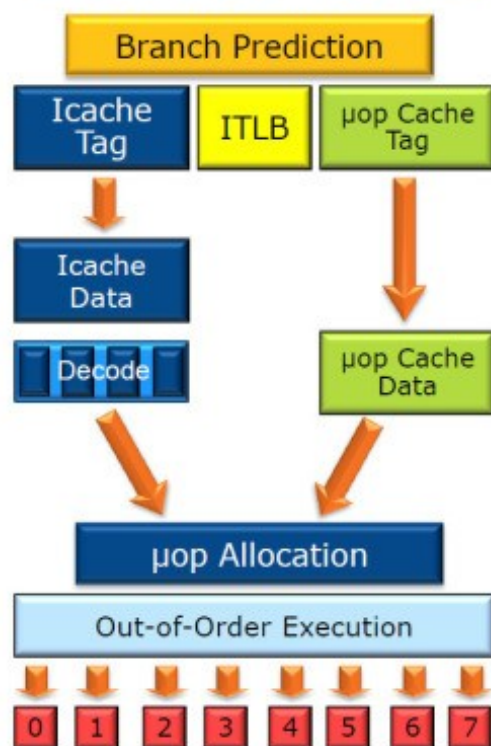 Branch Prediction
Icache
Tag
ITLB
μop Cache
Tag
Icache
Data
Decode
μop Cache
Data
μop Allocation
Out-of-Order Execution
0 1 2 3 4 5 6 7